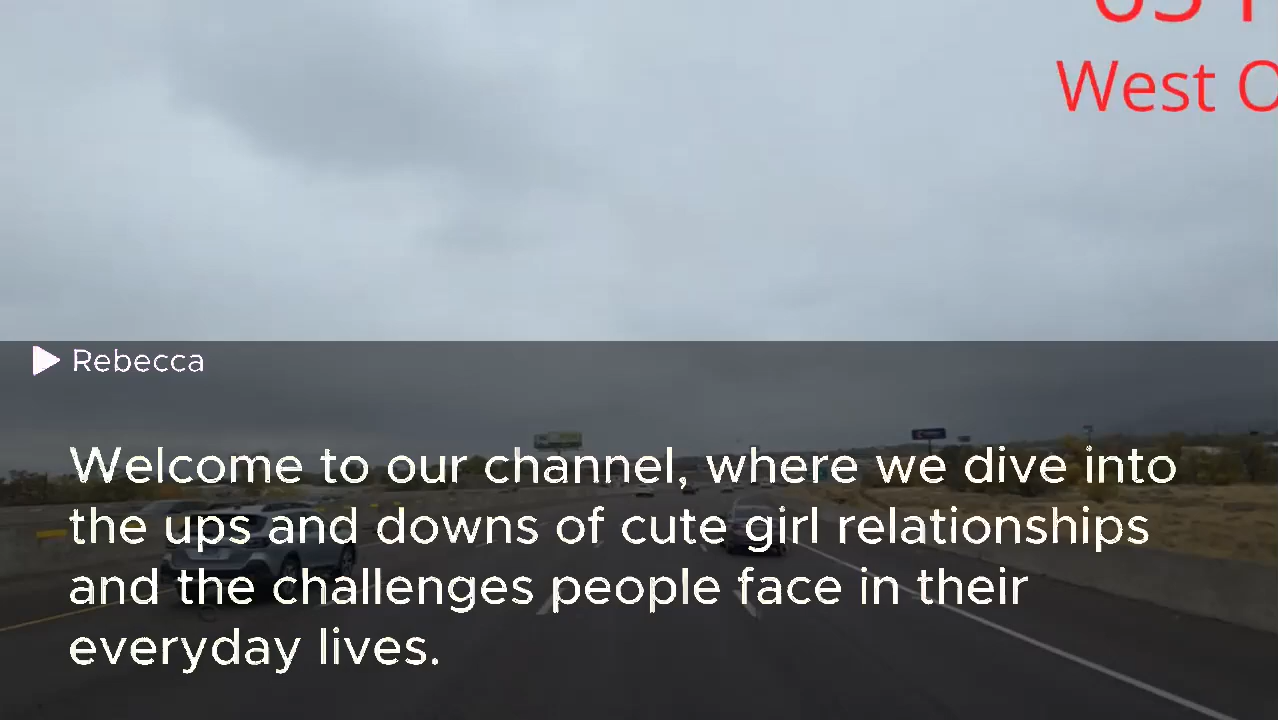 West
Rebecca
Welcome to our channel, where we dive into
the ups and downs of cute girl relationships
and the challenges people face in their
everyday lives.